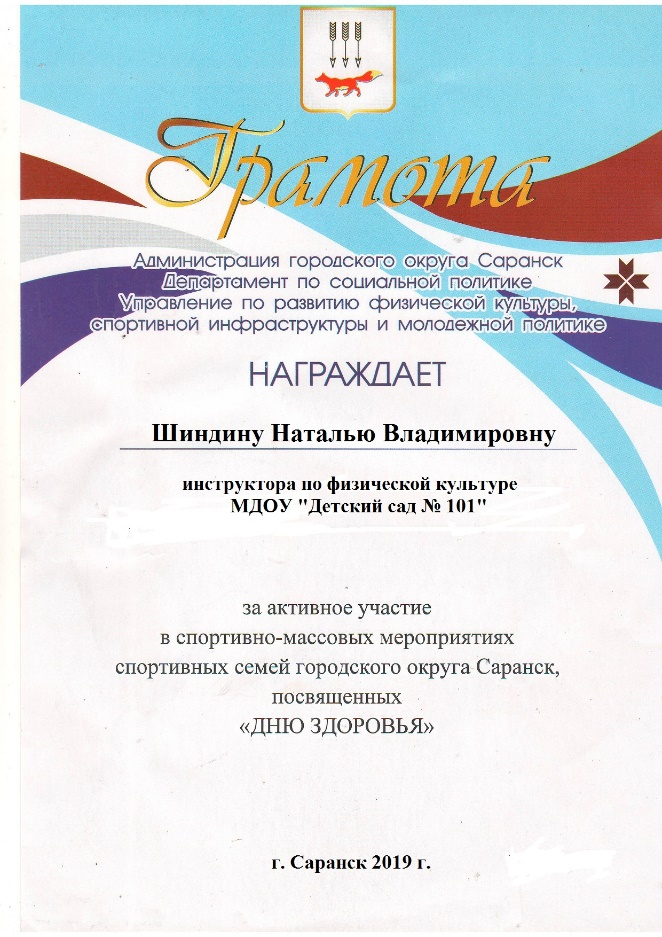 Грамота
Администрация городского округа Саранск
Департамент по социальной политике
Управление по развитию физической культуры,
спортивной инфраструктуры и молодежной политике
НАГРАЖДАЕТ
Шиндину Наталью Владимировну
инструктора по физической культуре
МДОУ "Детский сад № 101"
за активное участие
в спортивно-массовых мероприятиях
спортивных семей городского округа Саранск,
посвященных
«ДНЮ ЗДОРОВЬЯ»
г. Саранск 2019 г.